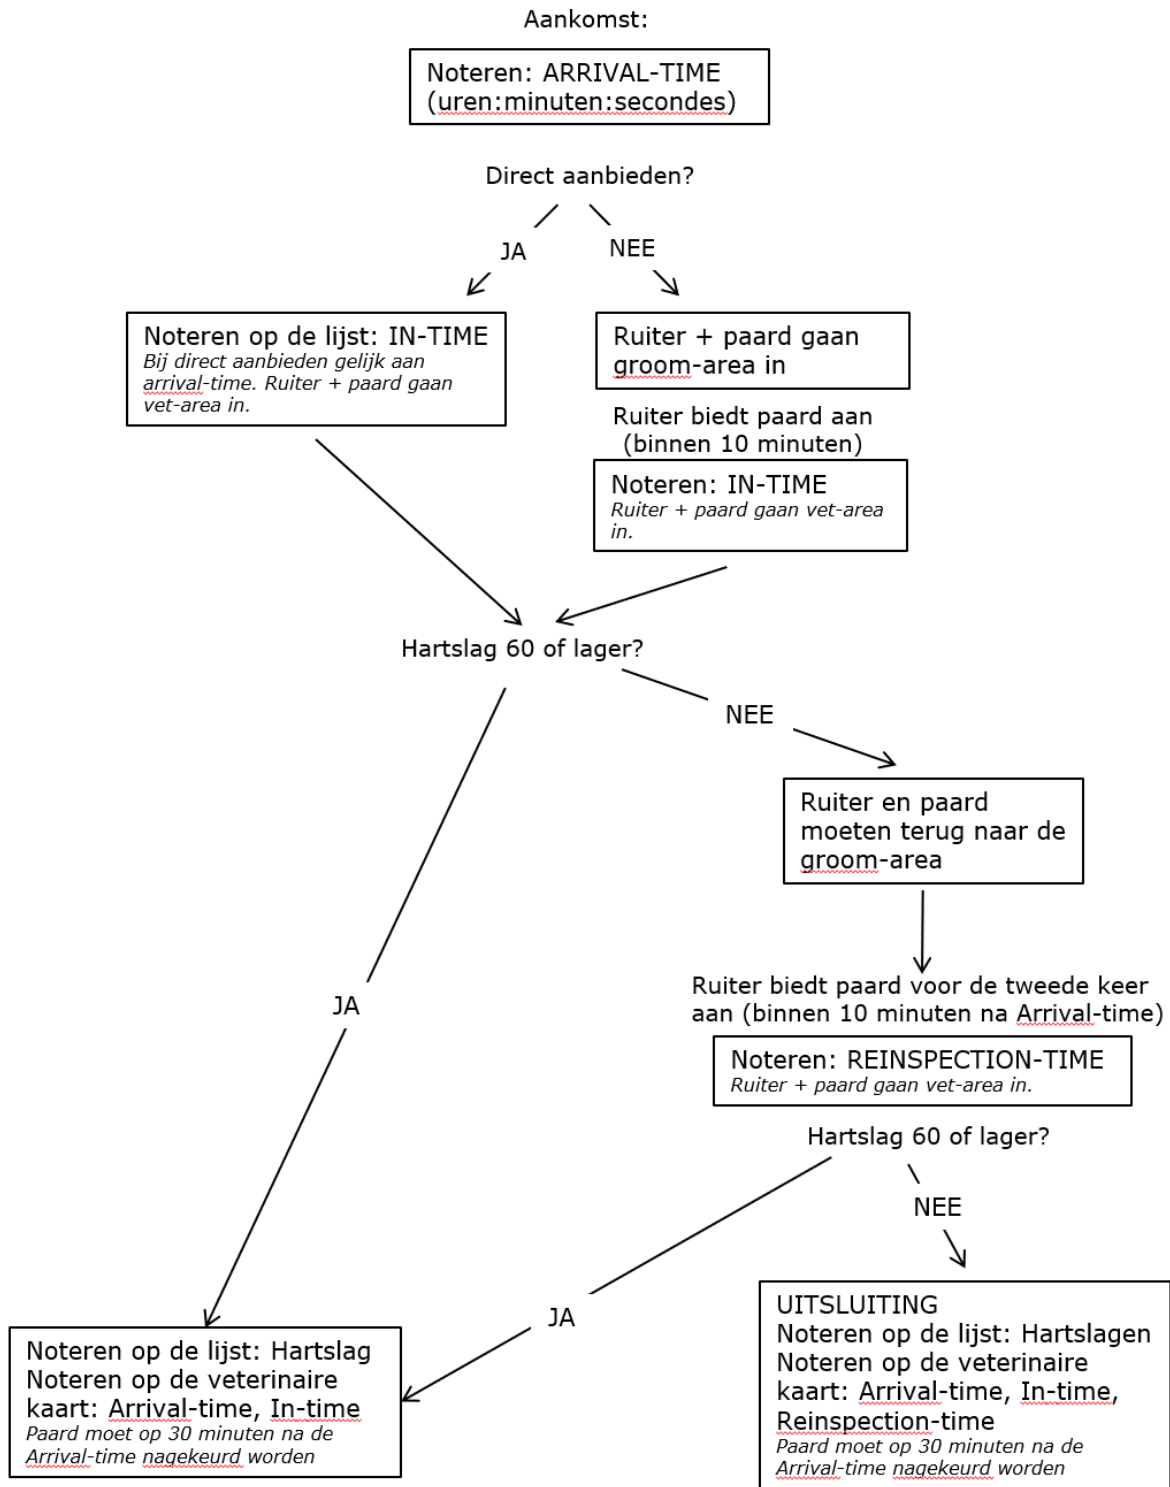 Aankomst:
Noteren: ARRIVAL-TIME
(uren:minuten:secondes)
Direct aanbieden?
JA
NEE
Noteren op de lijst: IN-TIME
Bij direct aanbieden gelijk aan
arrival-time. Ruiter + paard gaan
vet-area in.
Ruiter + paard gaan
groom-area in
Ruiter biedt paard aan
(binnen 10 minuten)
Noteren: IN-TIME
Ruiter + paard gaan vet-area
in.
Hartslag 60 of lager?
NEE
Ruiter en paard
moeten terug naar de
groom-area
JA
Ruiter biedt paard voor de tweede keer
aan (binnen 10 minuten na Arrival-time)
Noteren: REINSPECTION-TIME
Ruiter + paard gaan vet-area in.
Hartslag 60 of lager?
NEE
JA
Noteren op de lijst: Hartslag
Noteren op de veterinaire
kaart: Arrival-time, In-time
Paard moet op 30 minuten na de
Arrival-time nagekeurd worden
UITSLUITING
Noteren op de lijst: Hartslagen
Noteren op de veterinaire
kaart: Arrival-time, In-time,
Reinspection-time
Paard moet op 30 minuten na de
Arrival-time nagekeurd worden